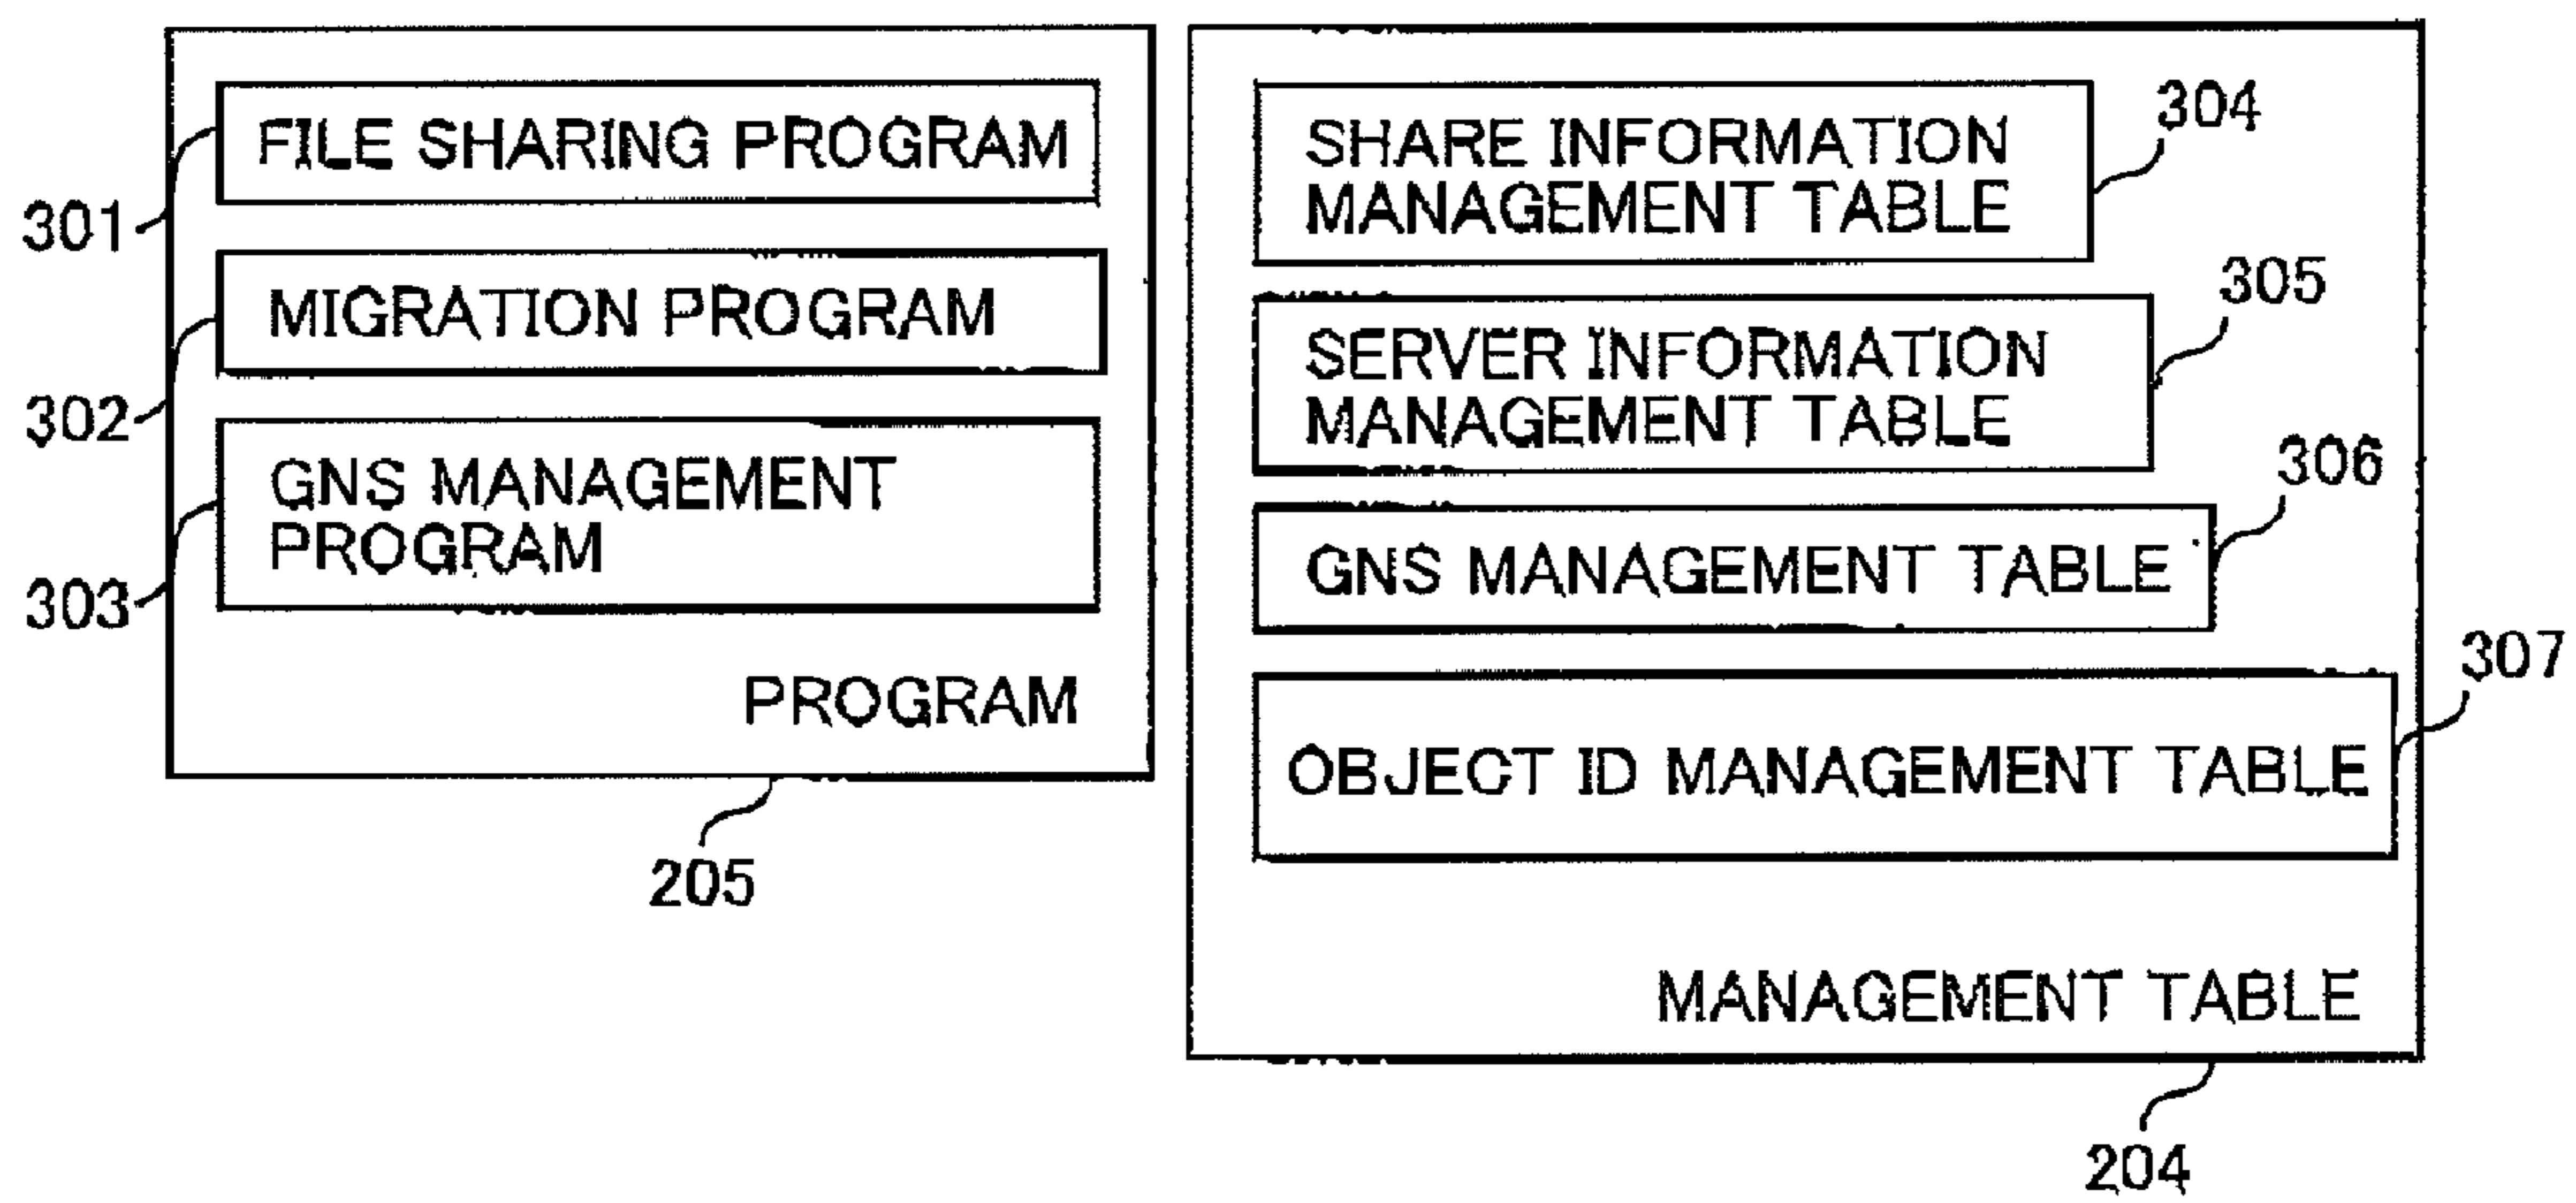 FILE SHARING PROGRAM
301
MIGRATION PROGRAM
302
GNS MANAGEMENT
PROGRAM
303
PROGRAM
205
304
SHARE INFORMATION
MANAGEMENT TABLE
305
SERVER INFORMATION
MANAGEMENT TABLE
306
GNS MANAGEMENT TABLE
307
OBJECT ID MANAGEMENT TABLE
MANAGEMENT TABLE
204